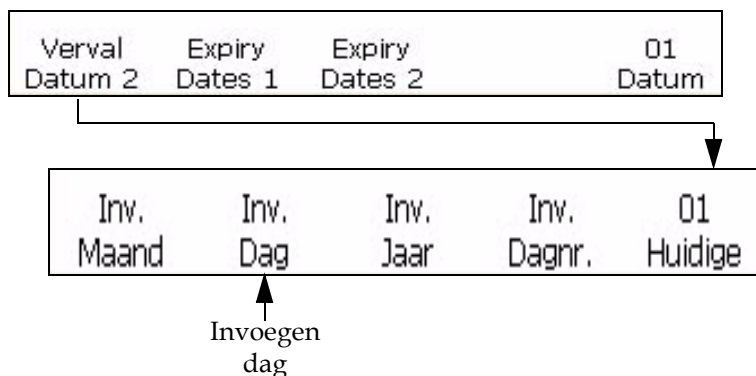 Verval Expiry Expiry 01
Datum 2 Dates 1 Dates 2 Datum
Inv. Inv. Inv. Inv. 01
Maand Dag Jaar Dagnr. Huidige
Invoegen
dag